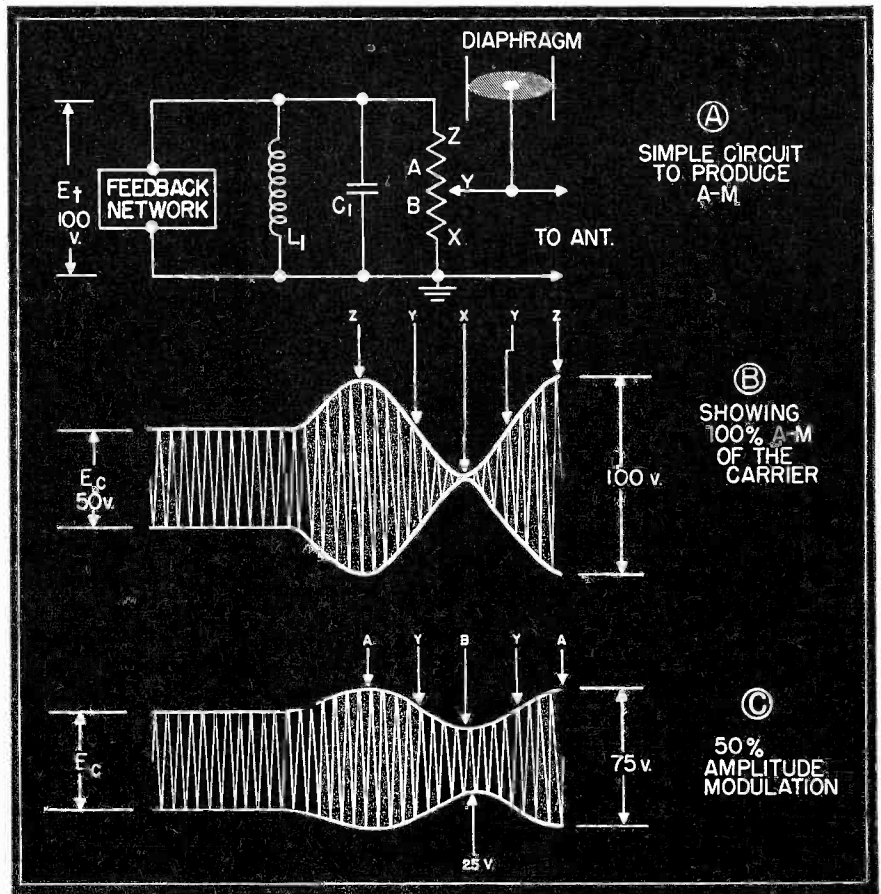 DIAPHRAGM
Et
100
V.
FEEDBACK
NETWORK
L1
C1
Z
A
Y
B
X
TO ANT.
A
SIMPLE CIRCUIT
TO PRODUCE
A-M
Z Y X Y Z
Ec
50v.
100 v.
B
SHOWING
100% A-M
OF THE
CARRIER
A Y B Y A
Ec
75 v.
25 V.
C
50%
AMPLITUDE
MODULATION